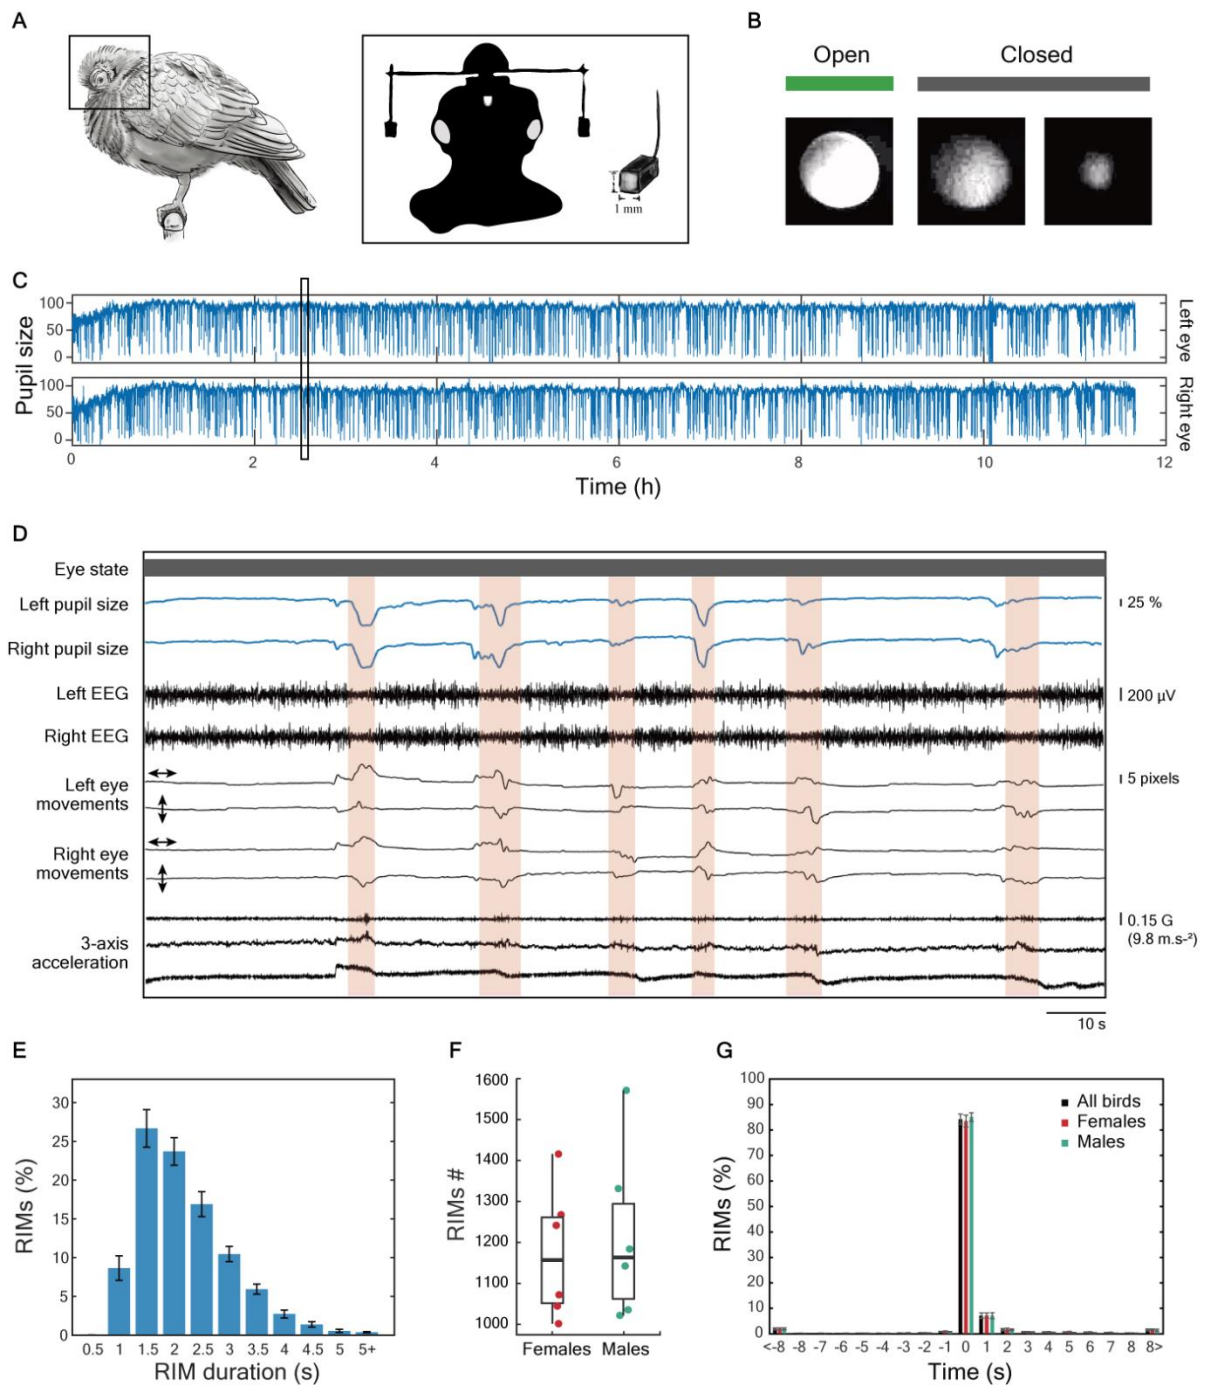 A
1 mm
B
Open
Closed
C
Pupil size
100
50
0
100
50
0
Left eye
Right eye
0 2 4 6 8 10 12
Time (h)
D
Eye state
Left pupil size
25 %
Right pupil size
Left EEG
200 µV
Right EEG
Left eye
movements
5 pixels
Right eye
movements
3-axis
acceleration
0.15 G
(9.8 m.s-²)
10 s
E
RIMs (%)
30
25
20
15
10
5
0
0.5 1 1.5 2 2.5 3 3.5 4 4.5 5 5+
RIM duration (s)
F
RIMs #
1600
1500
1400
1300
1200
1100
1000
Females Males
G
RIMs (%)
100
90
80
70
60
50
40
30
20
10
0
All birds
Females
Males
<-8 -8 -7 -6 -5 -4 -3 -2 -1 0 1 2 3 4 5 6 7 8 8>
Time (s)